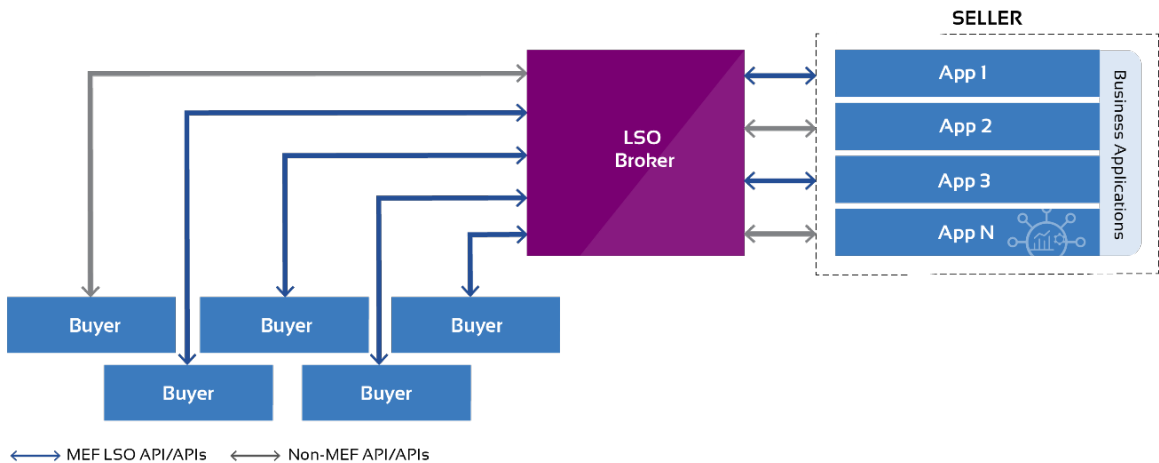 SELLER
LSO
Broker
App 1
App 2
App 3
App N
Business Applications
Buyer
Buyer
Buyer
Buyer
Buyer
MEF LSO API/APIs
Non-MEF API/APIs